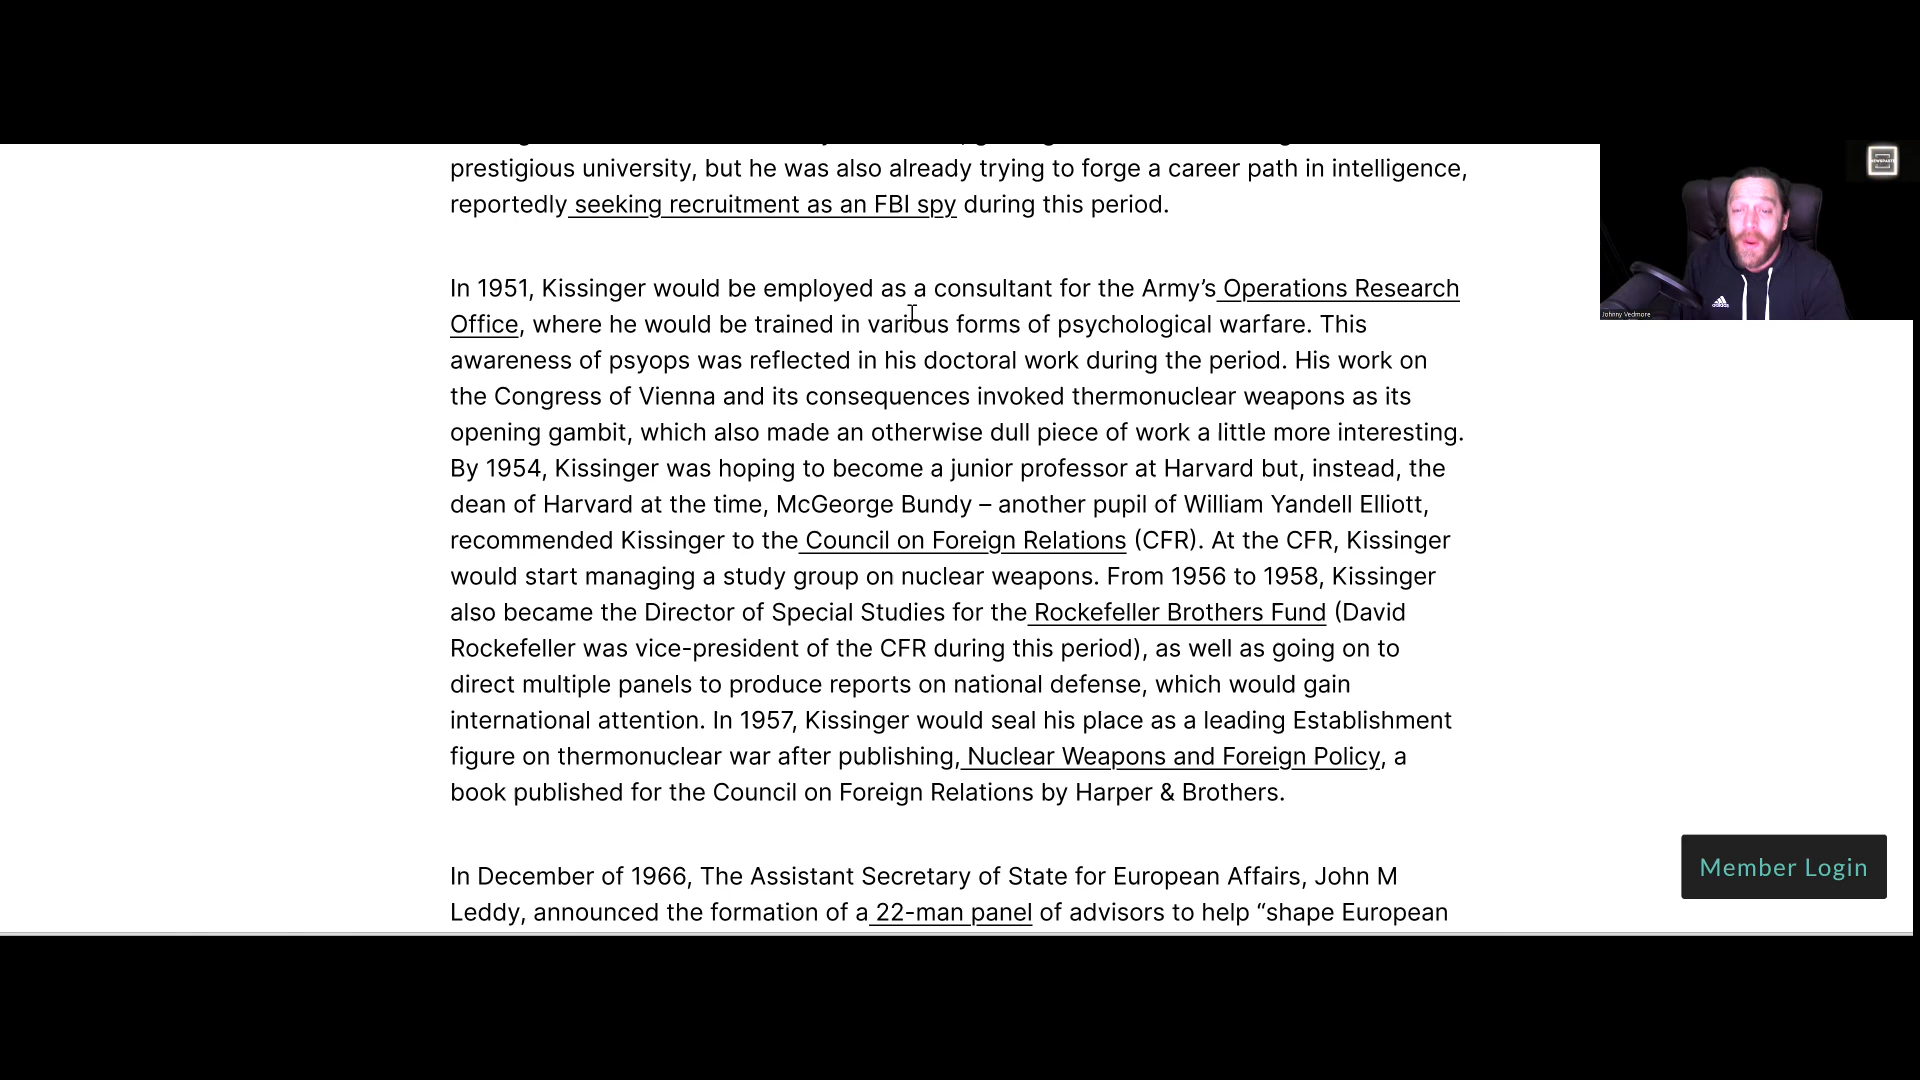 prestigious university, but he was also already trying to forge a career path in intelligence,
reportedly seeking recruitment as an FBI spy during this period.
In 1951, Kissinger would be employed as a consultant for the Army’s Operations Research
Office, where he would be trained in various forms of psychological warfare. This
awareness of psyops was reflected in his doctoral work during the period. His work on
the Congress of Vienna and its consequences invoked thermonuclear weapons as its
opening gambit, which also made an otherwise dull piece of work a little more interesting.
By 1954, Kissinger was hoping to become a junior professor at Harvard but, instead, the
dean of Harvard at the time, McGeorge Bundy – another pupil of William Yandell Elliott,
recommended Kissinger to the Council on Foreign Relations (CFR). At the CFR, Kissinger
would start managing a study group on nuclear weapons. From 1956 to 1958, Kissinger
also became the Director of Special Studies for the Rockefeller Brothers Fund (David
Rockefeller was vice-president of the CFR during this period), as well as going on to
direct multiple panels to produce reports on national defense, which would gain
international attention. In 1957, Kissinger would seal his place as a leading Establishment
figure on thermonuclear war after publishing, Nuclear Weapons and Foreign Policy, a
book published for the Council on Foreign Relations by Harper & Brothers.
In December of 1966, The Assistant Secretary of State for European Affairs, John M
Leddy, announced the formation of a 22-man panel of advisors to help “shape European
Johnny Vedmore
adidas
Member Login